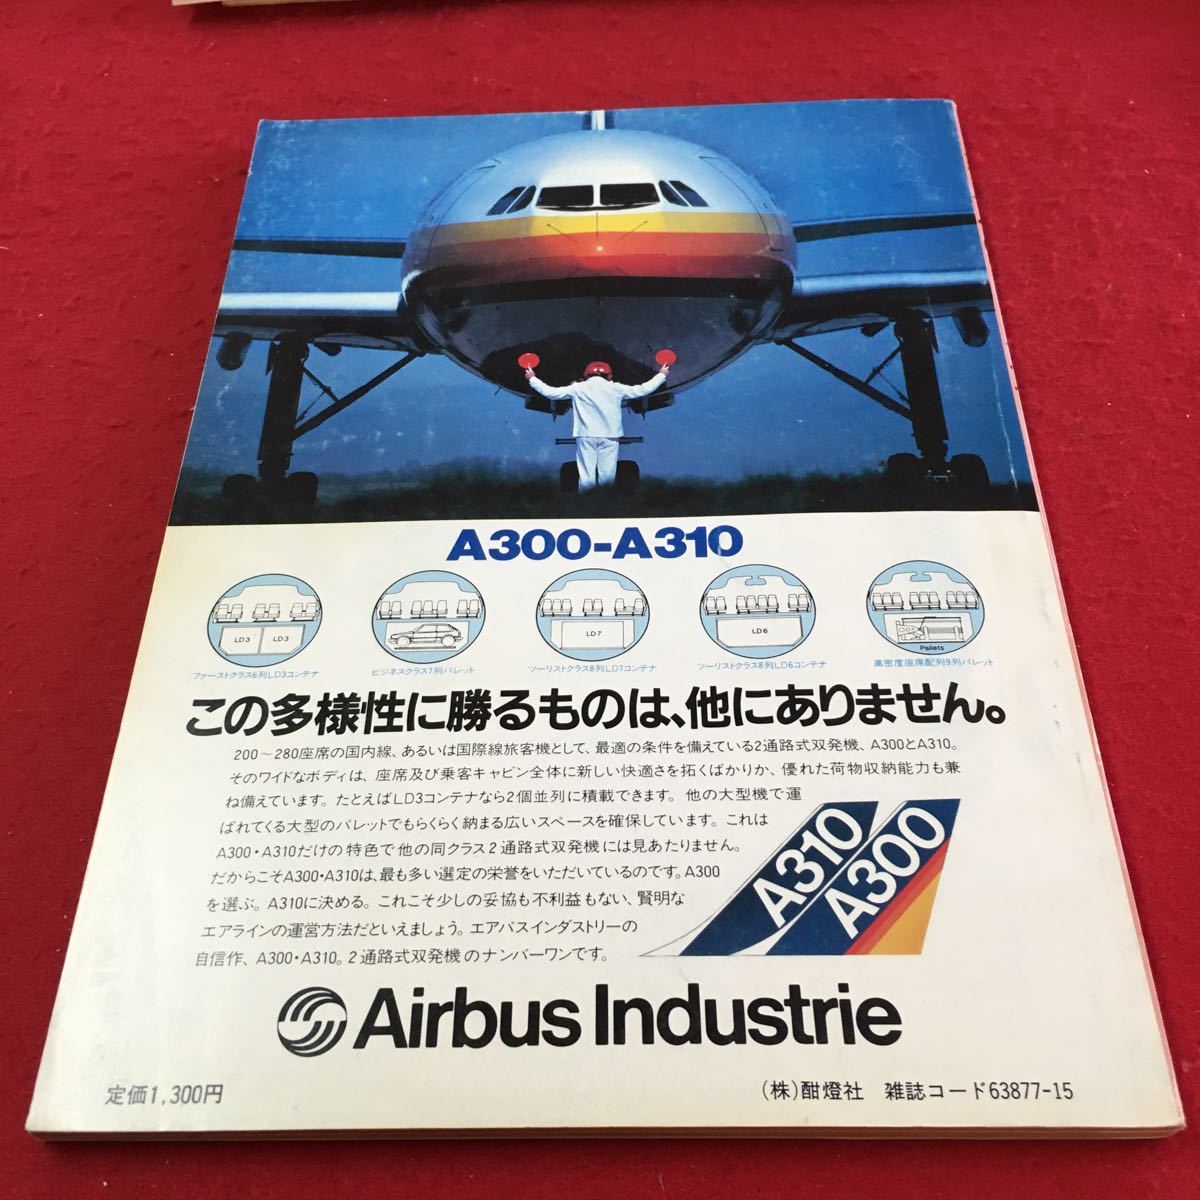 A300-A310
LD3 LD3
LD7
LD6
Pallets
ファーストクラス6列LD3コンテナ
ビジネスクラス7列パレット
ツーリストクラス8列LD7コンテナ
ツーリストクラス8列LD6コンテナ
高密度座席配列9列パレット
この多様性に勝るものは、他にありません。
200〜280座席の国内線、あるいは国際線旅客機として、最適の条件を備えている2通路式双発機、A300とA310。
そのワイドなボディは、座席及び乗客キャビン全体に新しい快適さを拓くばかりか、優れた荷物収納能力も兼
ね備えています。たとえばLD3コンテナなら2個並列に積載できます。他の大型機で運
ばれてくる大型のパレットでもらくらく納まる広いスペースを確保しています。これは
A300・A310だけの特色で他の同クラス2通路式双発機には見あたりません。
だからこそA300・A310は、最も多い選定の栄誉をいただいているのです。A300
を選ぶ。A310に決める。これこそ少しの妥協も不利益もない、賢明な
エアラインの運営方法だといえましょう。エアバスインダストリーの
自信作、A300・A310。2通路式双発機のナンバーワンです。
A310
A300
Airbus Industrie
定価1,300円
(株)酣燈社 雑誌コード63877-15